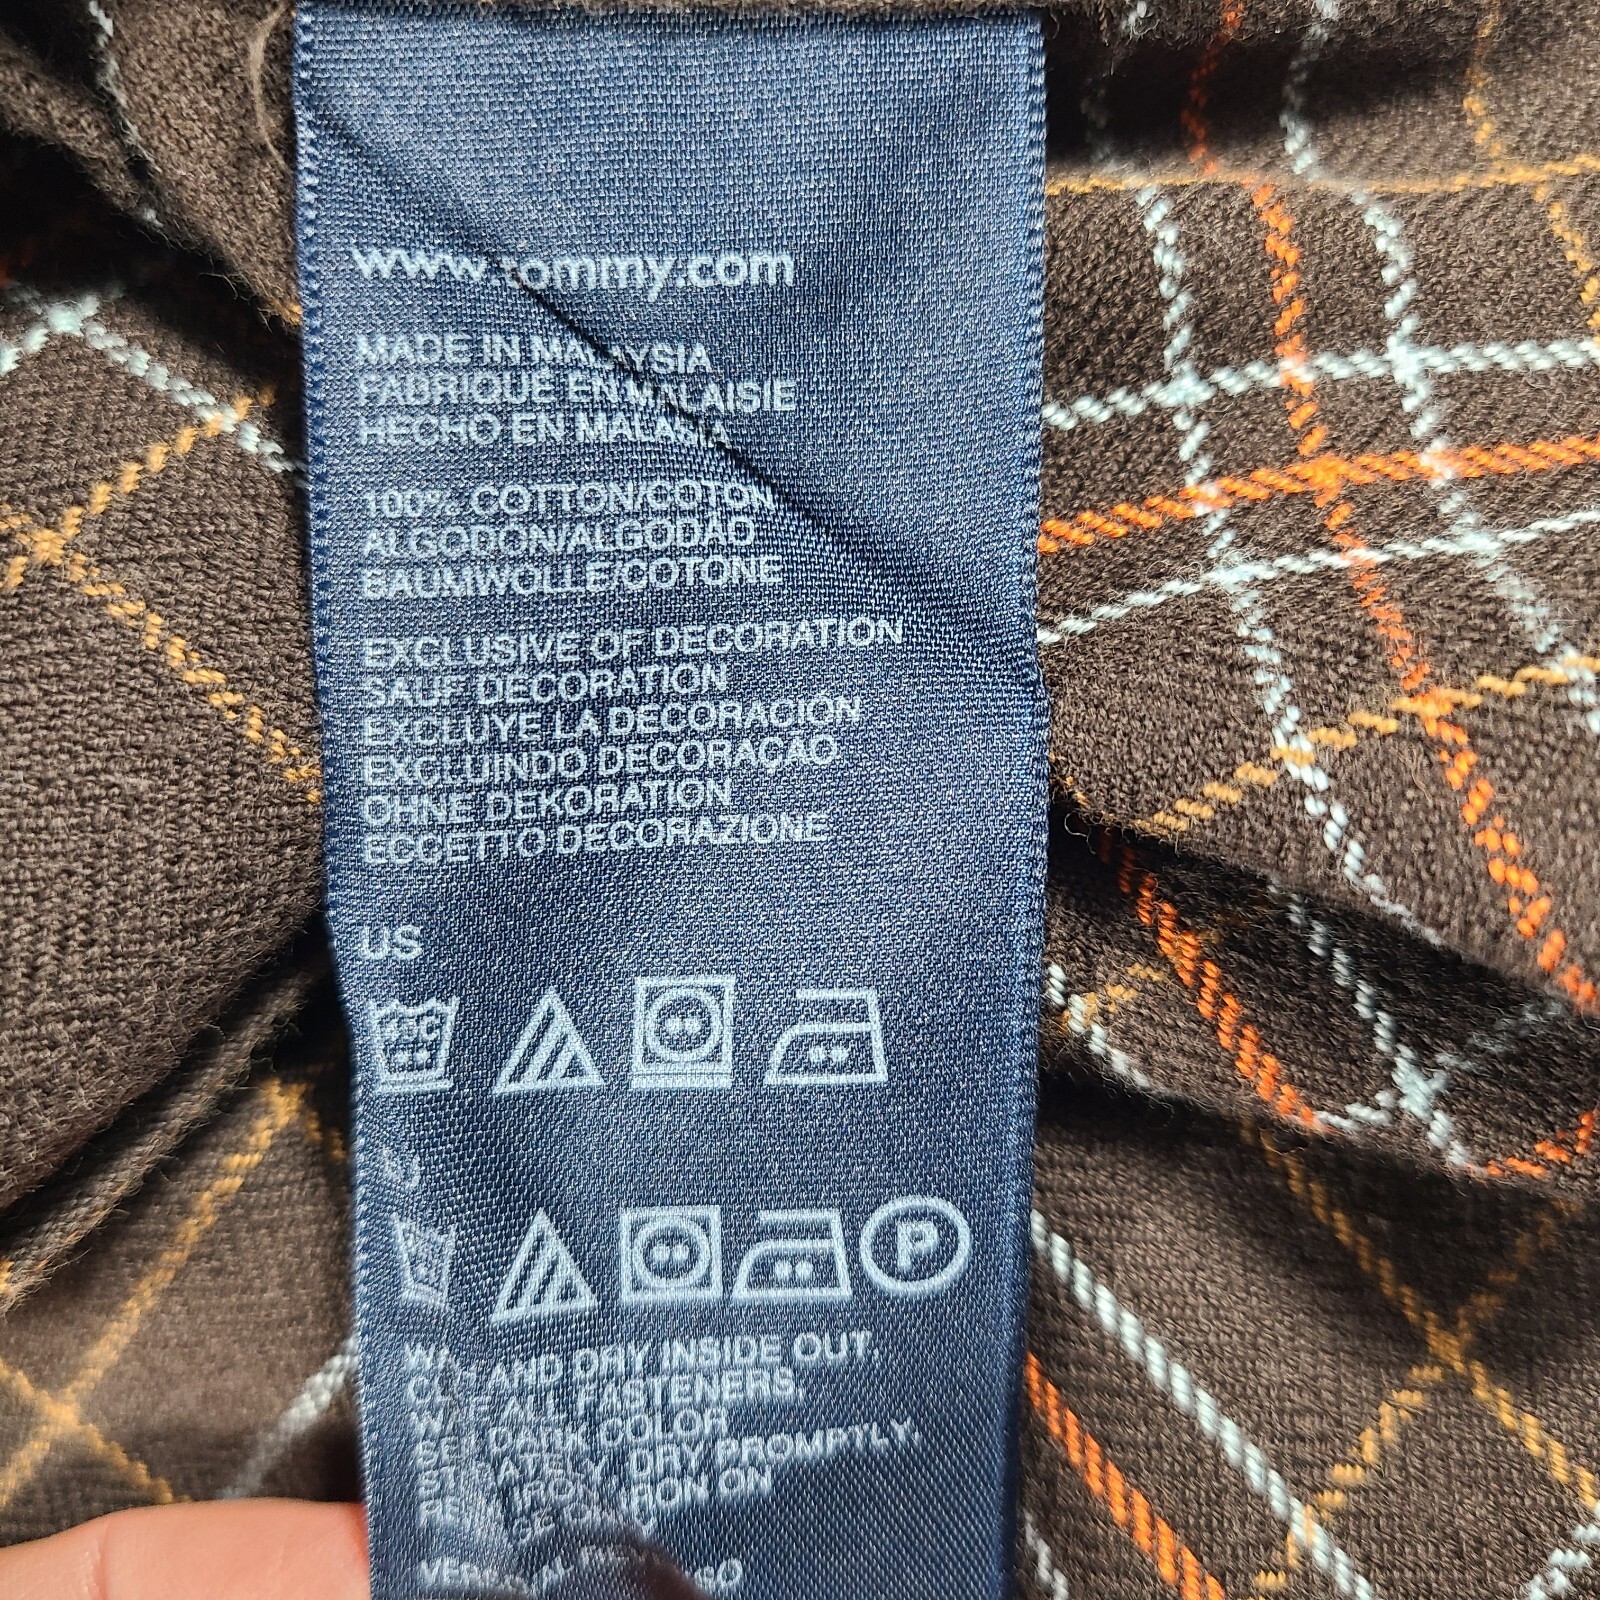 www.tommy.com
MADE IN MALAYSIA
FABRIQUE EN MALAISIE
HECHO EN MALASIA
100% COTTON/COTON
ALGODON/ALGODAO
BAUMWOLLE/COTONE
EXCLUSIVE OF DECORATION
SAUF DECORATION
EXCLUYE LA DECORACIÓN
EXCLUINDO DECORAÇAO
OHNE DEKORATION
ECCETTO DECORAZIONE
US
P
AND DRY INSIDE OUT.
ALL FASTENERS.
DARK COLOR
DRY PROMPTLY.
ON